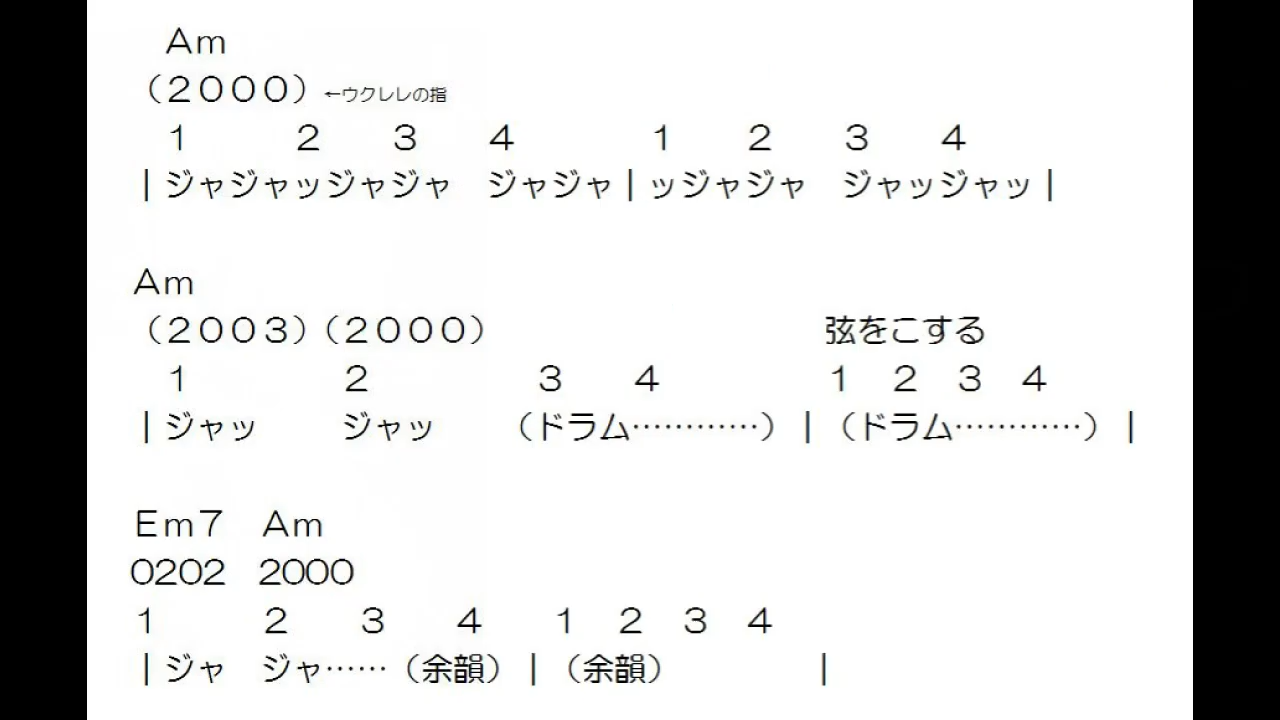 Am
（２０００）←ウクレレの指
１　２　３　４　１　２　３　４
｜ジャジャッジャジャ　ジャジャ｜ッジャジャ　ジャッジャッ｜
Am
（２００３）（２０００）　弦をこする
１　２　３　４　１　２　３　４
｜ジャッ　ジャッ　（ドラム…………）｜（ドラム…………）｜
Ｅｍ７　Ａｍ
0202　2000
１　２　３　４　１　２　３　４
｜ジャ　ジャ……（余韻）｜（余韻）　｜